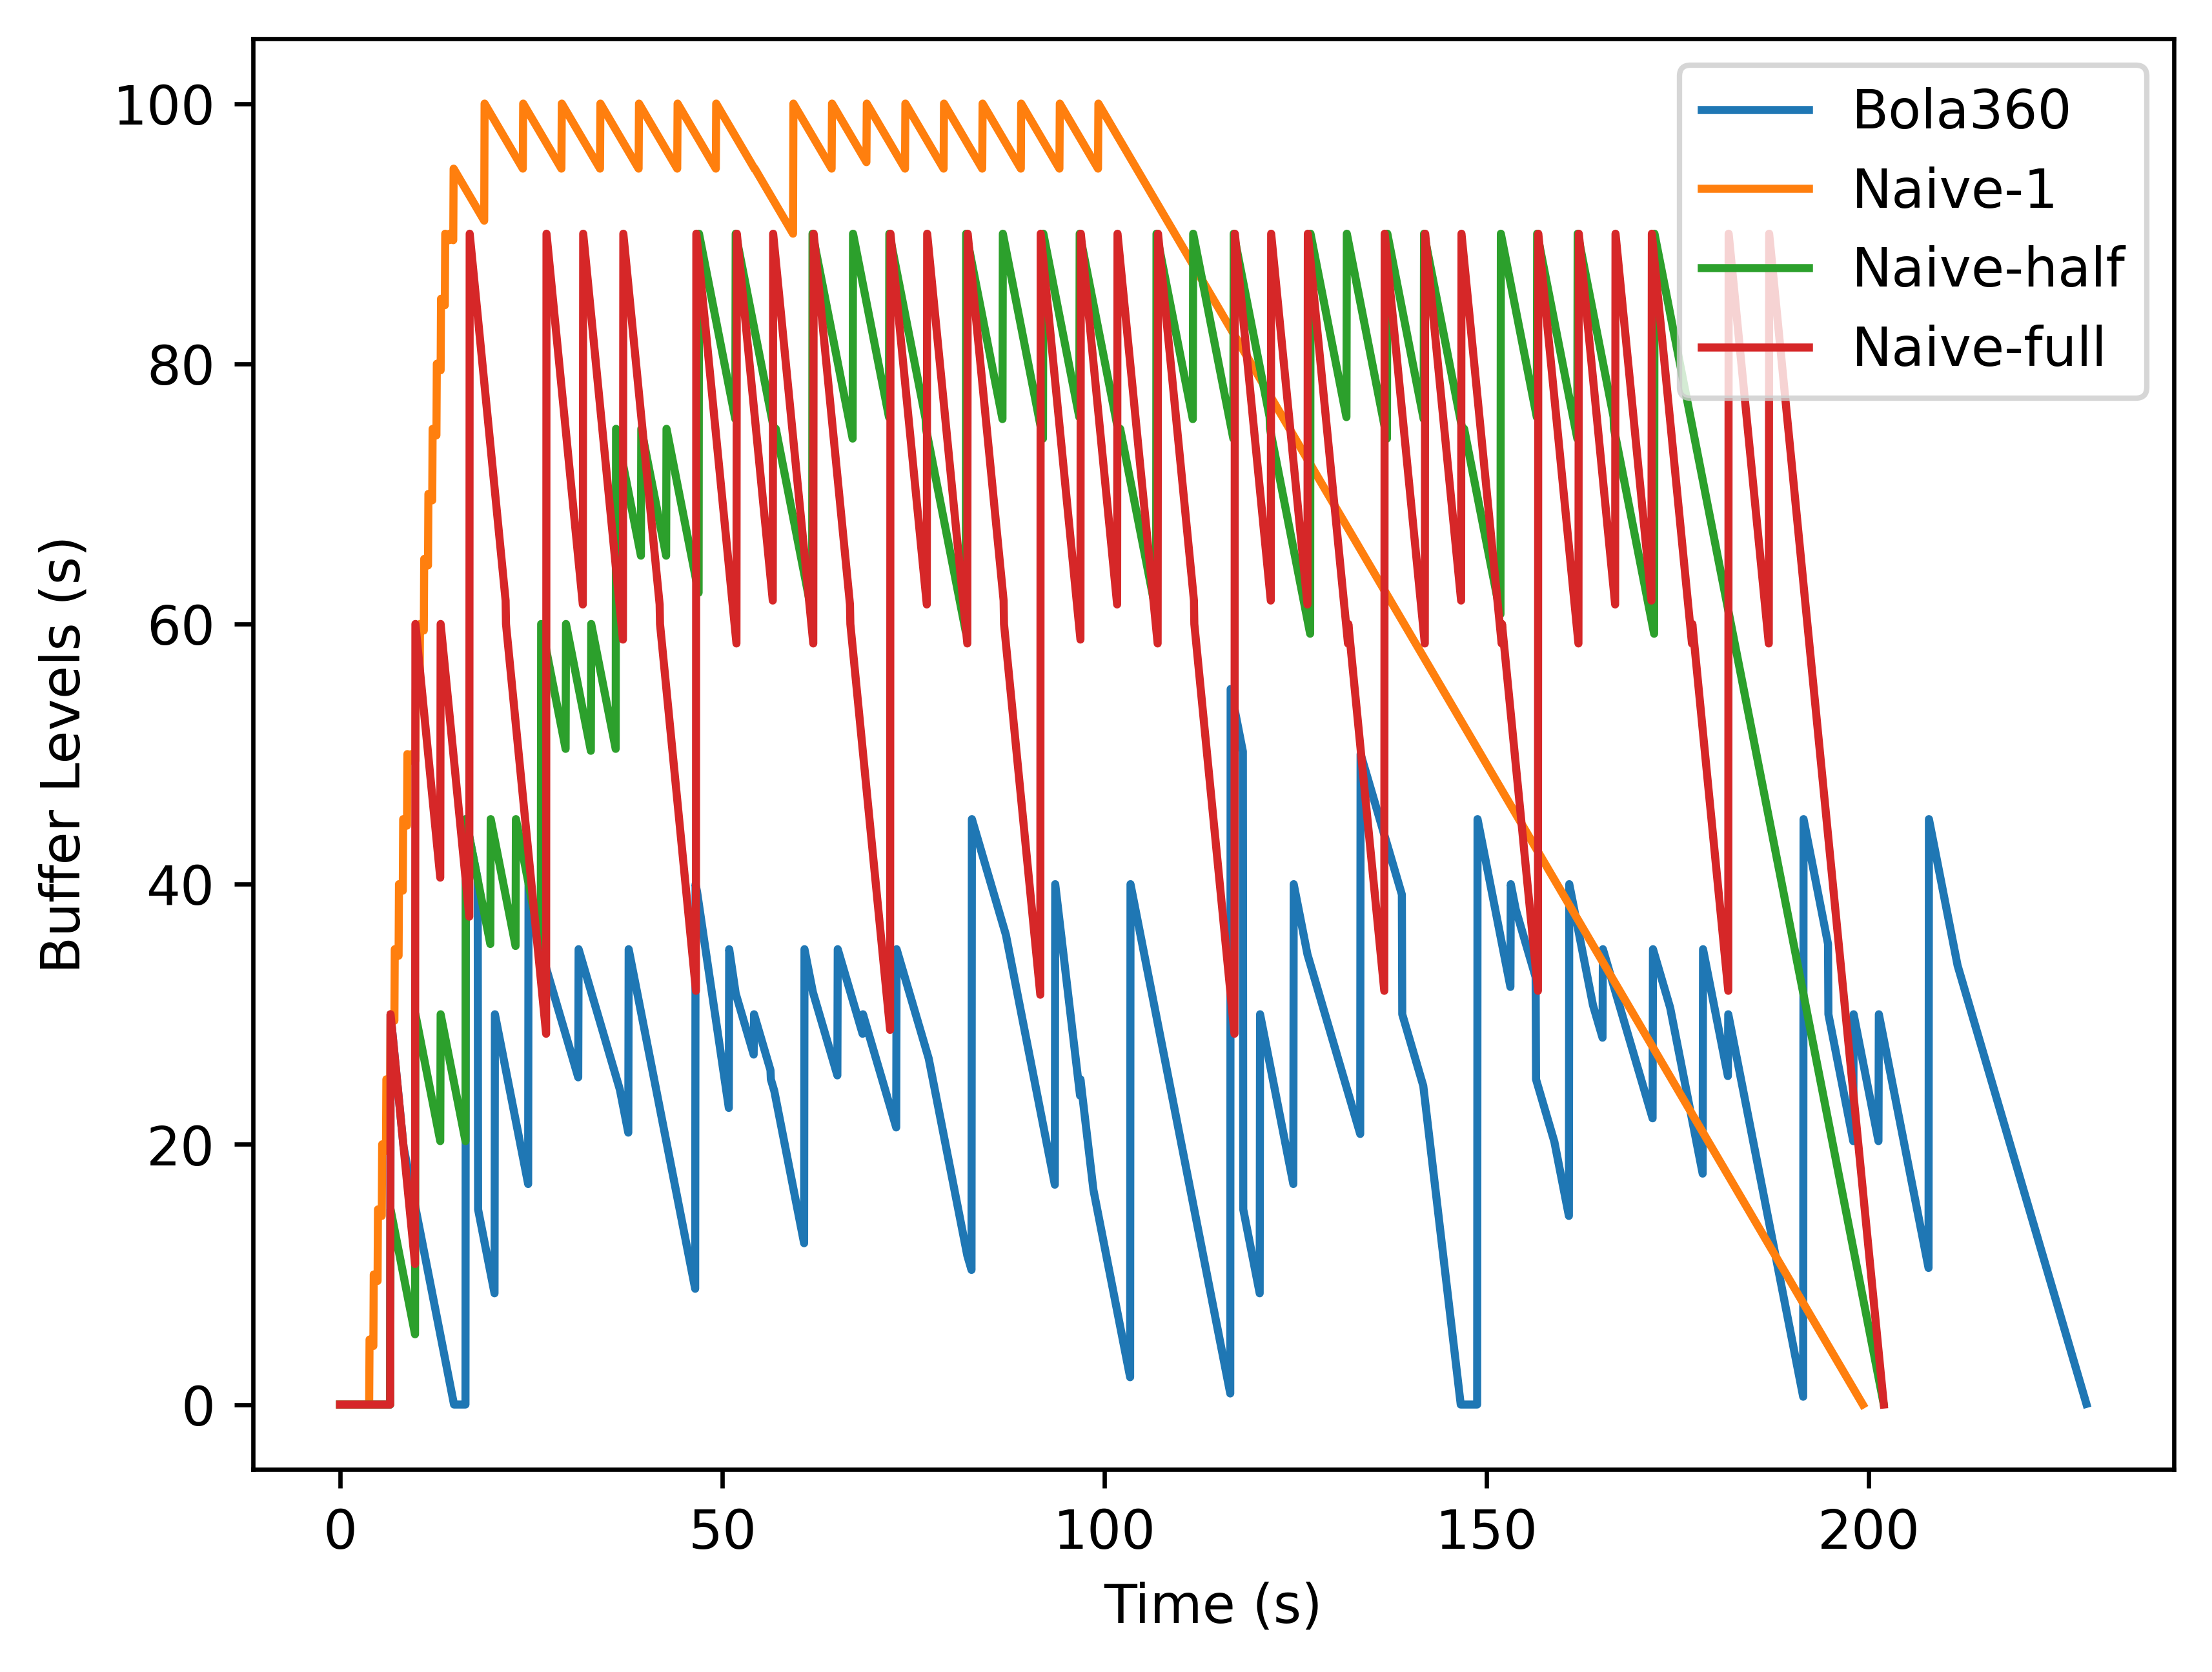 Bola360
Naive-1
Naive-half
Naive-full
100
80
60
40
20
0
Buffer Levels (s)
0 50 100 150 200
Time (s)